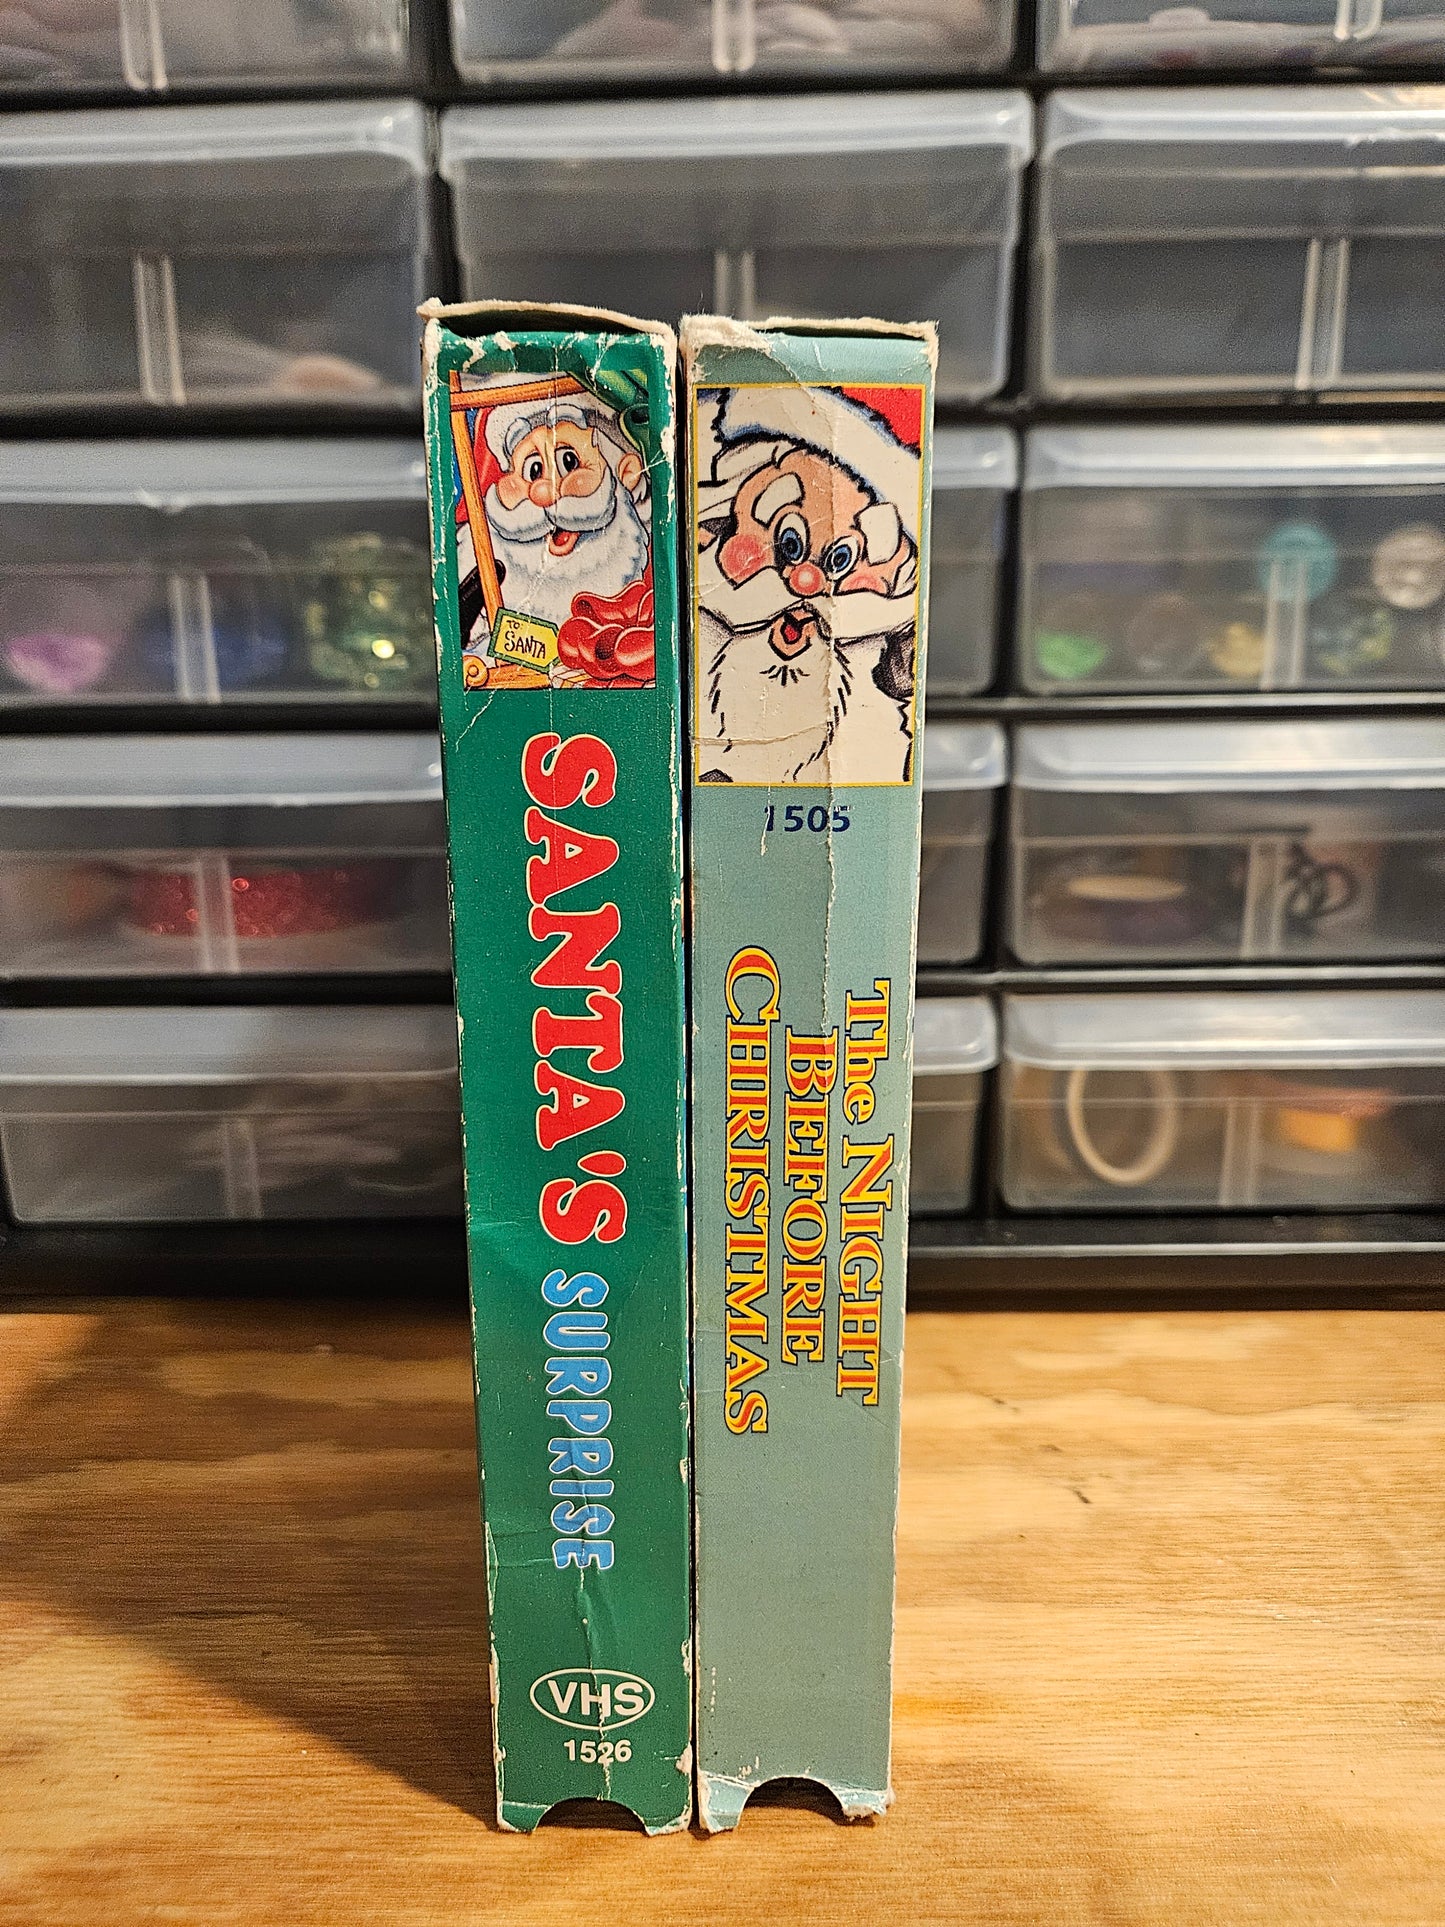 TO:
SANTA
SANTA'S SURPRISE
VHS
1526
1505
The NIGHT
BEFORE
CHRISTMAS